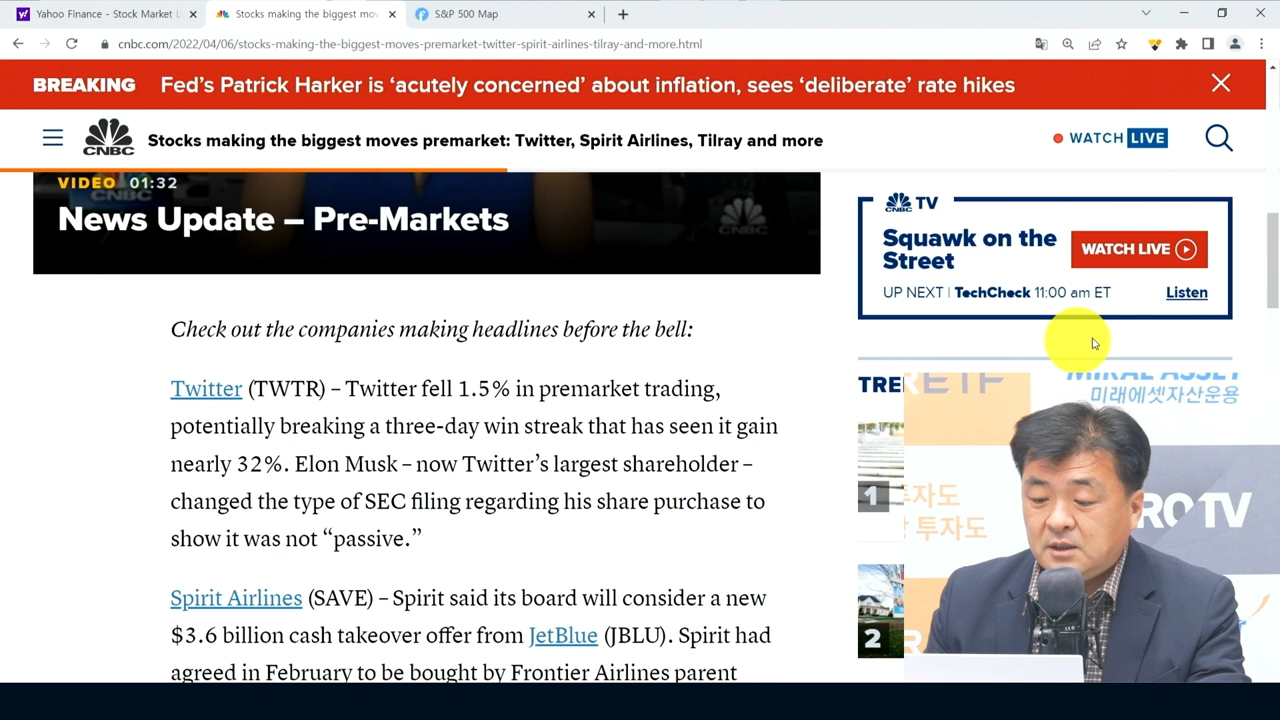 Yahoo Finance - Stock Market L
Stocks making the biggest mov
S&P 500 Map
cnbc.com/2022/04/06/stocks-making-the-biggest-moves-premarket-twitter-spirit-airlines-tilray-and-more.html
BREAKING Fed's Patrick Harker is ‘acutely concerned’ about inflation, sees ‘deliberate’ rate hikes
CNBC
Stocks making the biggest moves premarket: Twitter, Spirit Airlines, Tilray and more
WATCH LIVE
VIDEO 01:32
News Update – Pre-Markets
CNBC
CNBC TV
Squawk on the
Street
WATCH LIVE
UP NEXT | TechCheck 11:00 am ET
Listen
Check out the companies making headlines before the bell:
Twitter (TWTR) – Twitter fell 1.5% in premarket trading,
potentially breaking a three-day win streak that has seen it gain
nearly 32%. Elon Musk – now Twitter’s largest shareholder –
changed the type of SEC filing regarding his share purchase to
show it was not “passive.”
Spirit Airlines (SAVE) – Spirit said its board will consider a new
$3.6 billion cash takeover offer from JetBlue (JBLU). Spirit had
agreed in February to be bought by Frontier Airlines parent
TRE
1
2
ETF
MIRAE ASSET
미래에셋자산운용
투자도
투자도
RO TV